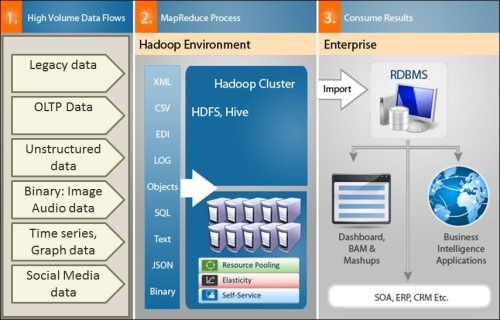 1. High Volume Data Flows
Legacy data
OLTP Data
Unstructured
data
Binary: Image
Audio data
Time series,
Graph data
Social Media
data
2. MapReduce Process
Hadoop Environment
XML
CSV
EDI
LOG
Objects
SQL
Text
JSON
Binary
Hadoop Cluster
HDFS, Hive
Resource Pooling
Elasticity
Self-Service
3. Consume Results
Enterprise
Import
RDBMS
Dashboard,
BAM &
Mashups
Business
Intelligence
Applications
SOA, ERP, CRM Etc.